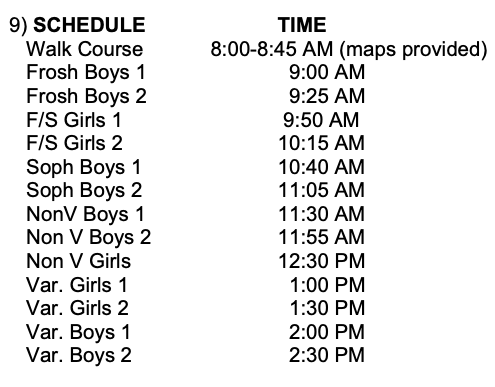 9) SCHEDULE TIME
Walk Course 8:00-8:45 AM (maps provided)
Frosh Boys 1 9:00 AM
Frosh Boys 2 9:25 AM
F/S Girls 1 9:50 AM
F/S Girls 2 10:15 AM
Soph Boys 1 10:40 AM
Soph Boys 2 11:05 AM
NonV Boys 1 11:30 AM
Non V Boys 2 11:55 AM
Non V Girls 12:30 PM
Var. Girls 1 1:00 PM
Var. Girls 2 1:30 PM
Var. Boys 1 2:00 PM
Var. Boys 2 2:30 PM